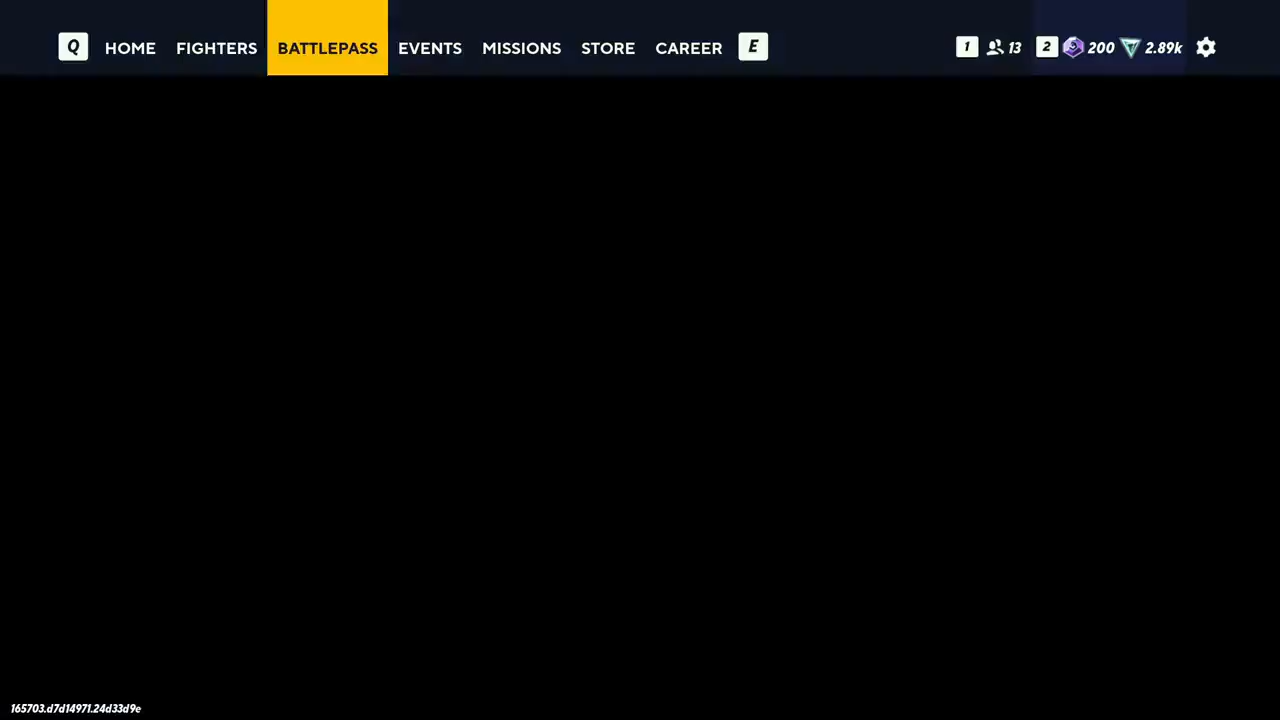 Q HOME FIGHTERS BATTLEPASS EVENTS MISSIONS STORE CAREER E 1 13 2 200 2.89k
165703.d7d14971.24d33d9e